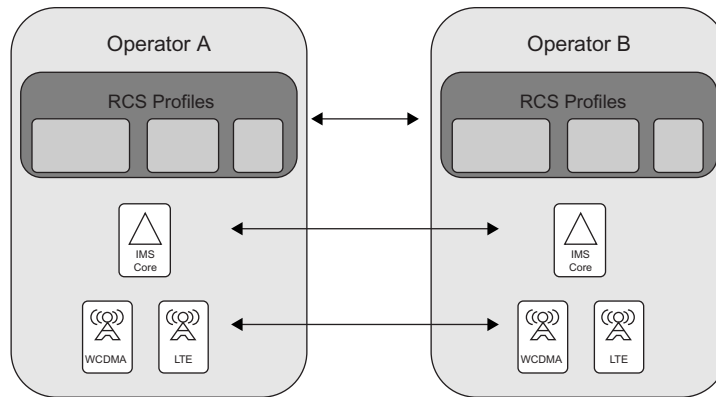 Operator A
Operator B
RCS Profiles
RCS Profiles
IMS
Core
IMS
Core
WCDMA
LTE
WCDMA
LTE